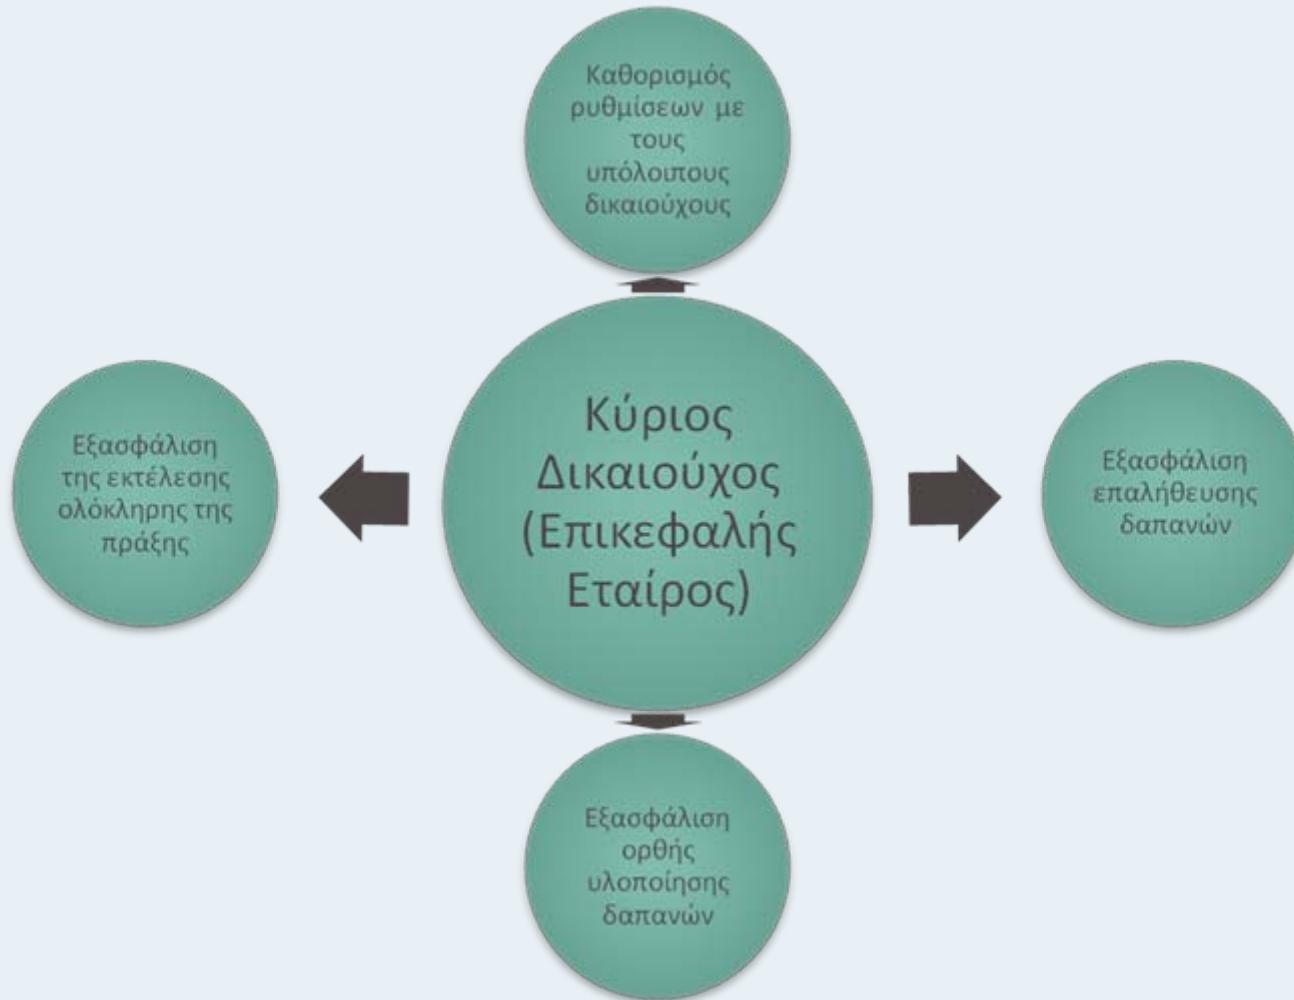 Καθορισμός
ρυθμίσεων με
τους
υπόλοιπους
δικαιούχους
Κύριος
Δικαιούχος
(Επικεφαλής
Εταίρος)
Εξασφάλιση
της εκτέλεσης
ολόκληρης της
πράξης
Εξασφάλιση
επαλήθευσης
δαπανών
Εξασφάλιση
ορθής
υλοποίησης
δαπανών